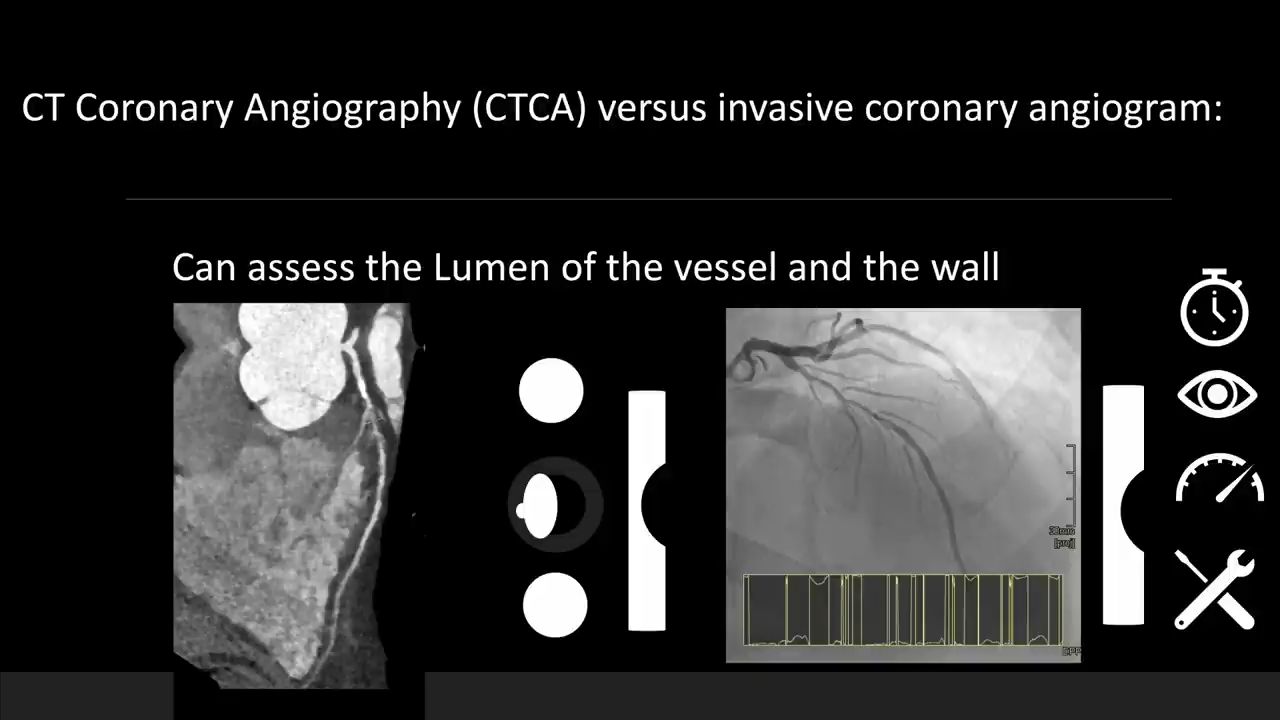 CT Coronary Angiography (CTCA) versus invasive coronary angiogram:
Can assess the Lumen of the vessel and the wall